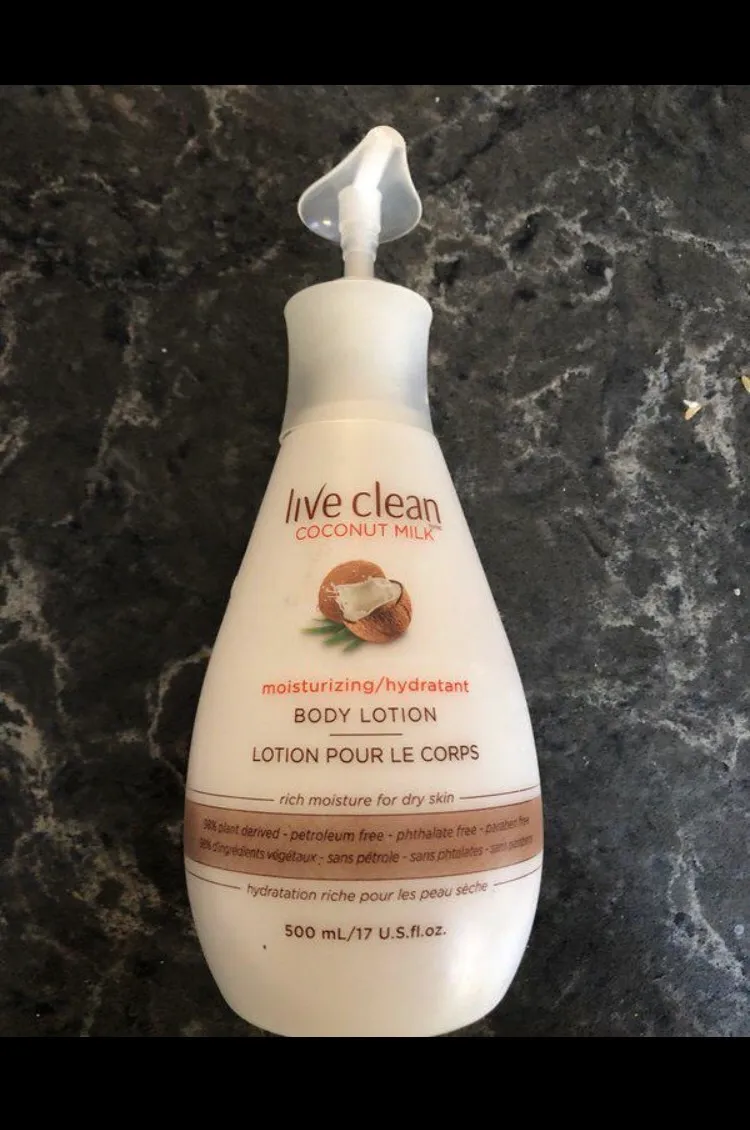 live clean
COCONUT MILK
moisturizing/hydratant
BODY LOTION
LOTION POUR LE CORPS
rich moisture for dry skin
98% plant derived - petroleum free - phthalate free - paraben free
98% d'ingrédients végétaux - sans pétrole - sans phtalates - sans parabens
hydratation riche pour les peau sèche
500 mL/17 U.S.fl.oz.